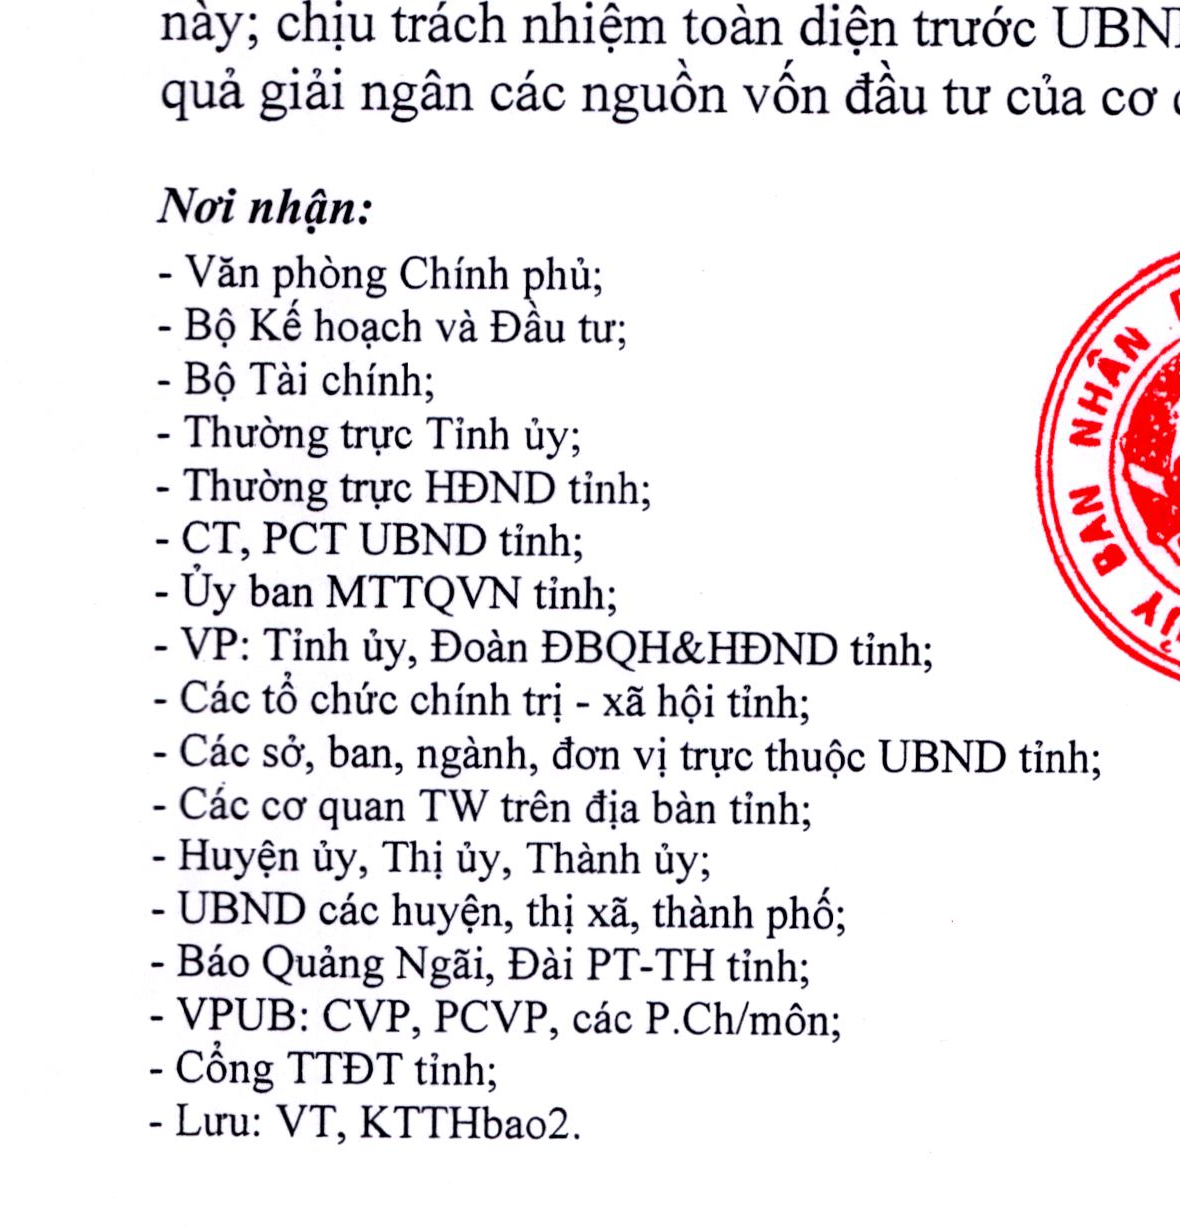 này; chịu trách nhiệm toàn diện trước UBN
quả giải ngân các nguồn vốn đầu tư của cơ
Nơi nhận:
- Văn phòng Chính phủ;
- Bộ Kế hoạch và Đầu tư;
- Bộ Tài chính;
- Thường trực Tỉnh ủy;
- Thường trực HĐND tỉnh;
- CT, PCT UBND tỉnh;
- Ủy ban MTTQVN tỉnh;
- VP: Tỉnh ủy, Đoàn ĐBQH&HĐND tỉnh;
- Các tổ chức chính trị - xã hội tỉnh;
- Các sở, ban, ngành, đơn vị trực thuộc UBND tỉnh;
- Các cơ quan TW trên địa bàn tỉnh;
- Huyện ủy, Thị ủy, Thành ủy;
- UBND các huyện, thị xã, thành phố;
- Báo Quảng Ngãi, Đài PT-TH tỉnh;
- VPUB: CVP, PCVP, các P.Ch/môn;
- Cổng TTĐT tỉnh;
- Lưu: VT, KTTHbao2.
ỦY BAN NHÂN